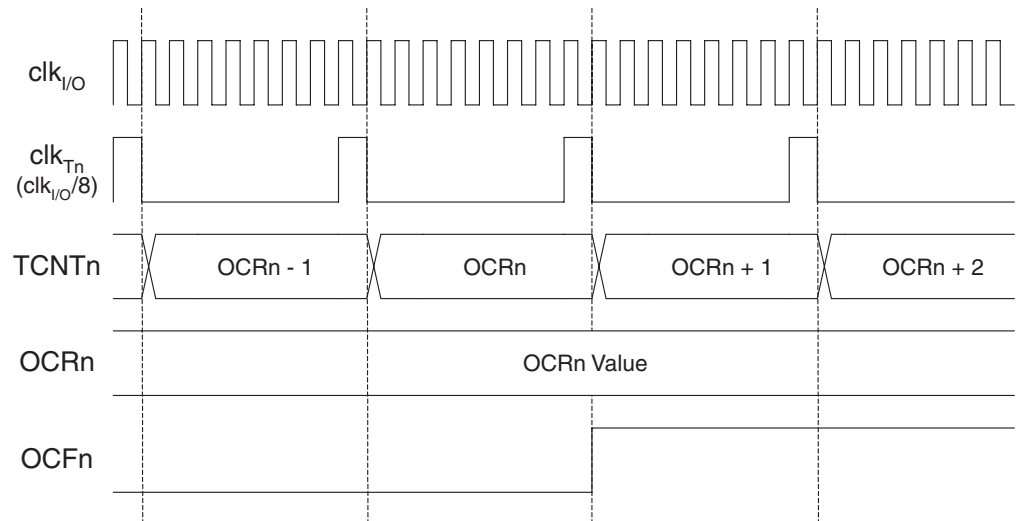 clkI/O
clkTn
(clkI/O/8)
TCNTn OCRn - 1 OCRn OCRn + 1 OCRn + 2
OCRn OCRn Value
OCFn